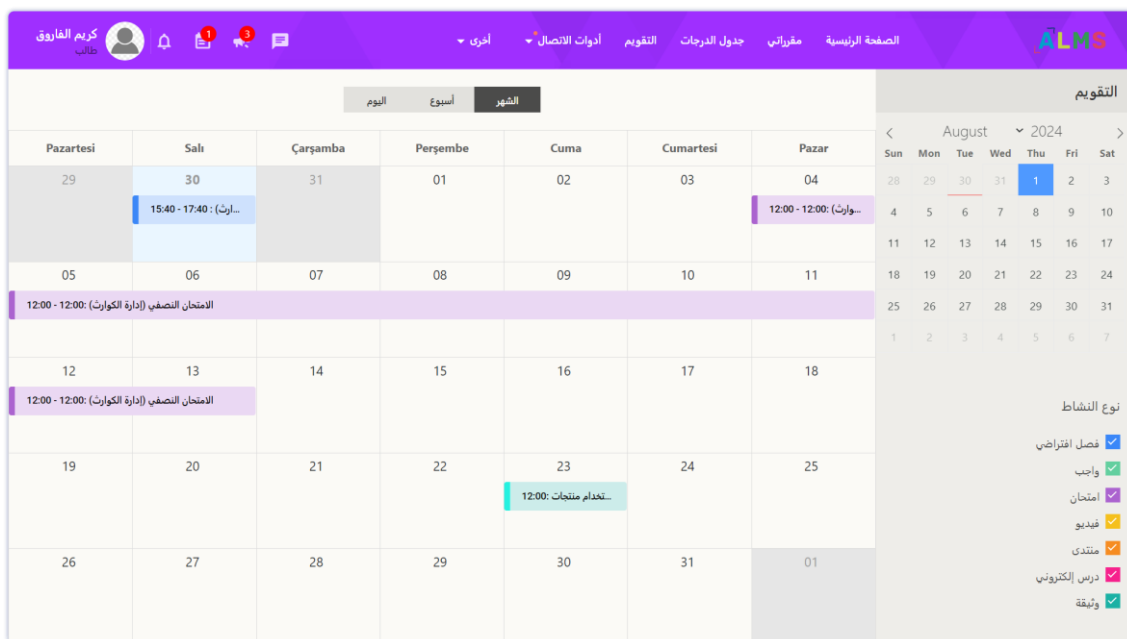 ALMS
الصفحة الرئيسية مقرراتي جدول الدرجات التقويم أدوات الاتصال أخرى
3 1
كريم الفاروق
طالب
التقويم
August 2024
Sun Mon Tue Wed Thu Fri Sat
28 29 30 31 1 2 3
4 5 6 7 8 9 10
11 12 13 14 15 16 17
18 19 20 21 22 23 24
25 26 27 28 29 30 31
1 2 3 4 5 6 7
نوع النشاط
فصل افتراضي
واجب
امتحان
فيديو
منتدى
درس إلكتروني
وثيقة
الشهر أسبوع اليوم
Pazartesi Salı Çarşamba Perşembe Cuma Cumartesi Pazar
29 30 31 01 02 03 04
...ارث) : 17:40 - 15:40
...وارث) :12:00 - 12:00
05 06 07 08 09 10 11
الامتحان النصفي (إدارة الكوارث) :12:00 - 12:00
12 13 14 15 16 17 18
الامتحان النصفي (إدارة الكوارث) :12:00 - 12:00
19 20 21 22 23 24 25
...تخدام منتجات :12:00
26 27 28 29 30 31 01